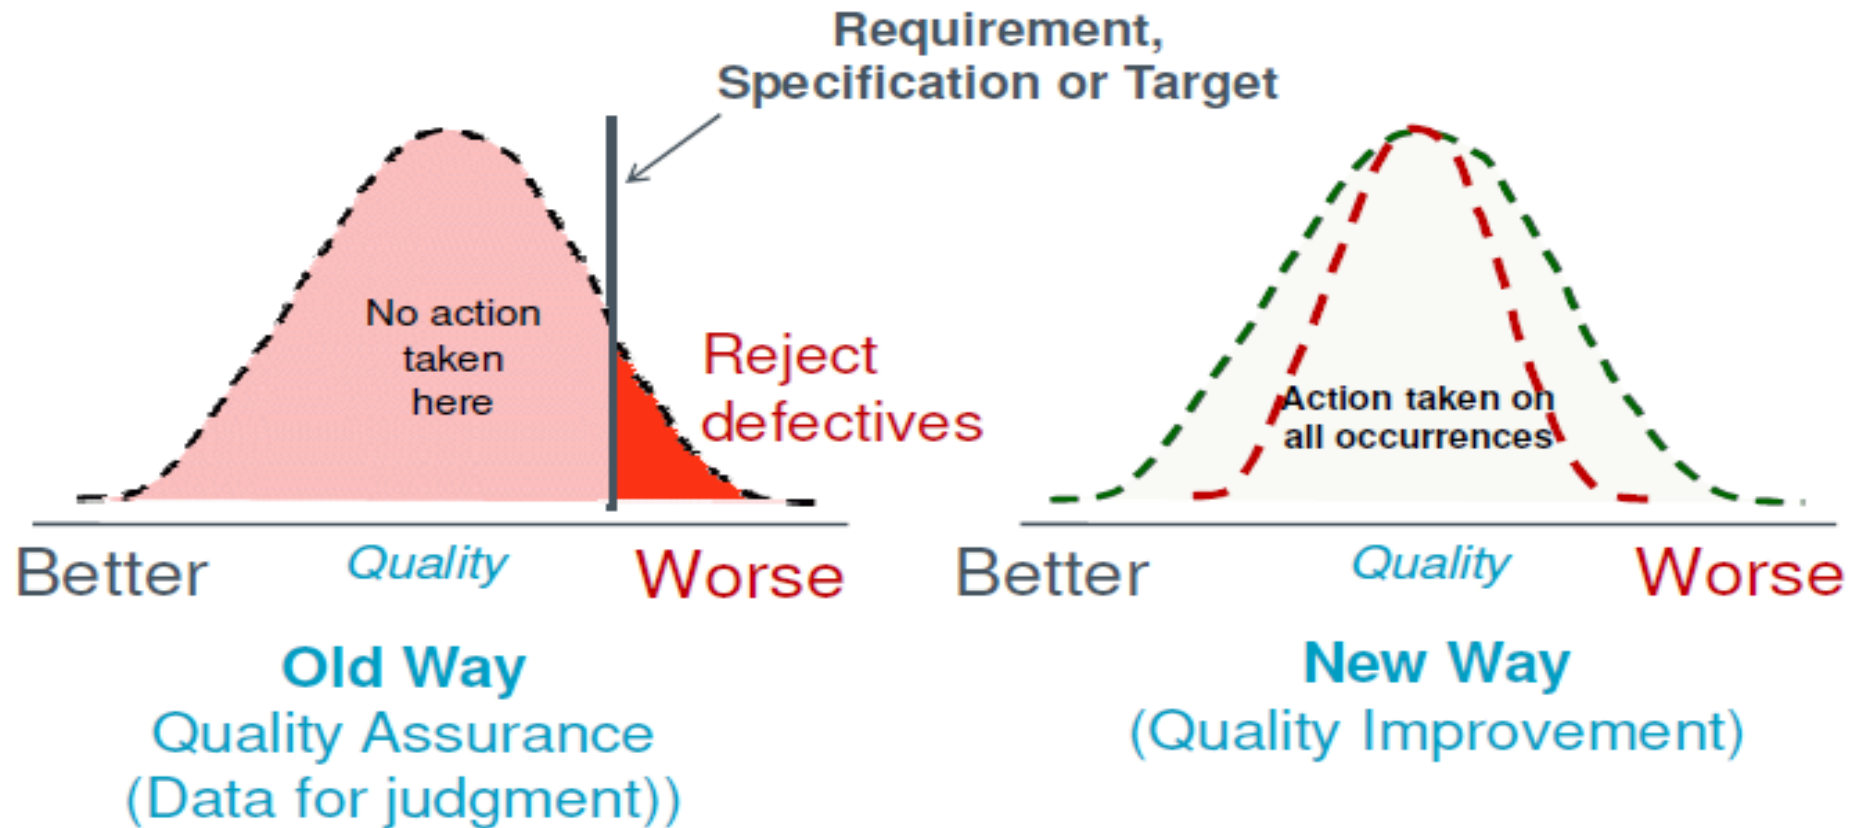 Requirement,
Specification or Target
No action
taken
here
Reject
defectives
Better
Quality
Worse
Old Way
Quality Assurance
(Data for judgment))
Action taken on
all occurrences
Better
Quality
Worse
New Way
(Quality Improvement)